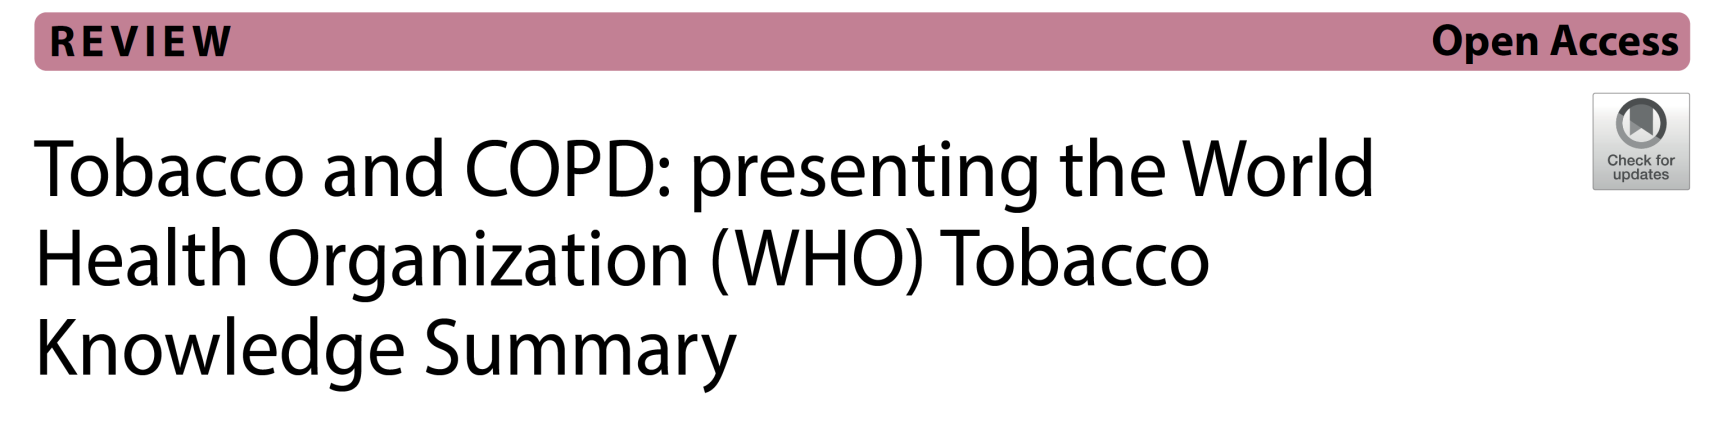 REVIEW Open Access
Check for
updates
Tobacco and COPD: presenting the World
Health Organization (WHO) Tobacco
Knowledge Summary